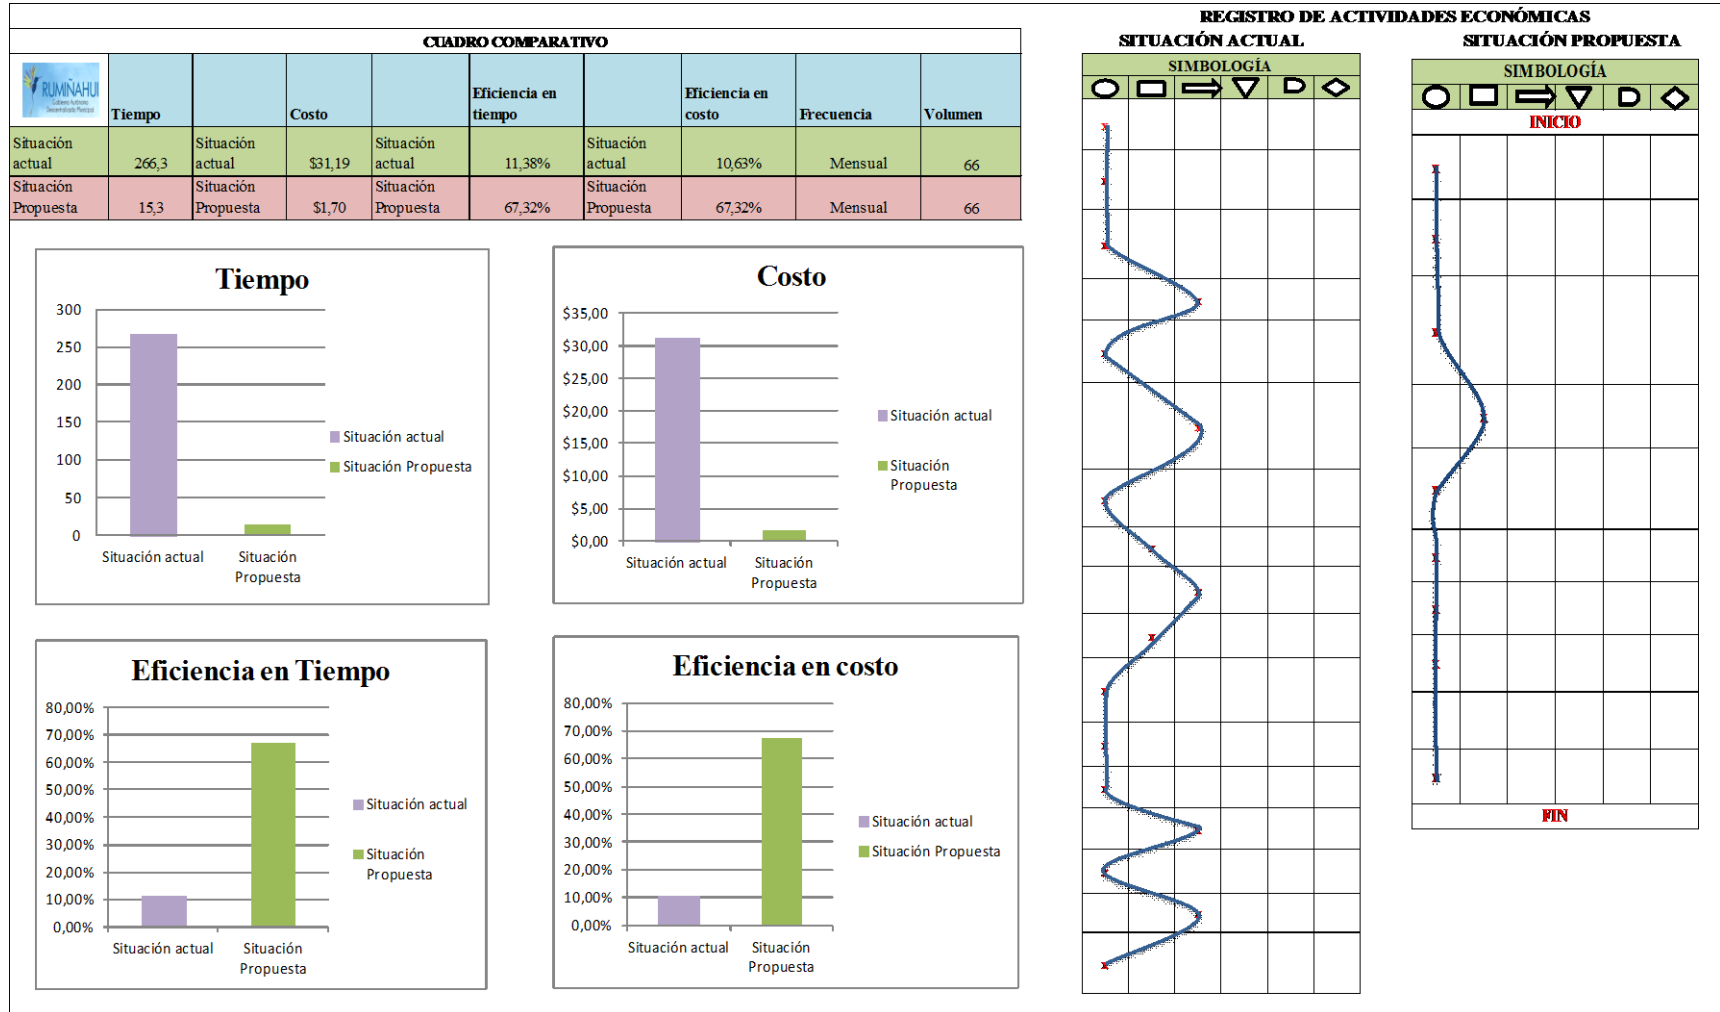 REGISTRO DE ACTIVIDADES ECONÓMICAS
CUADRO COMPARATIVO
RUMIÑAHUI
Gobierno Autónomo
Descentralizado Municipal
Tiempo
Costo
Eficiencia en
tiempo
Eficiencia en
costo
Frecuencia
Volumen
Situación
actual
266,3
Situación
actual
$31,19
Situación
actual
11,38%
Situación
actual
10,63%
Mensual
66
Situación
Propuesta
15,3
Situación
Propuesta
$1,70
Situación
Propuesta
67,32%
Situación
Propuesta
67,32%
Mensual
66
Tiempo
300
250
200
150
100
50
0
Situación actual
Situación
Propuesta
Situación actual
Situación Propuesta
Costo
$35,00
$30,00
$25,00
$20,00
$15,00
$10,00
$5,00
$0,00
Situación actual
Situación
Propuesta
Situación actual
Situación
Propuesta
Eficiencia en Tiempo
80,00%
70,00%
60,00%
50,00%
40,00%
30,00%
20,00%
10,00%
0,00%
Situación actual
Situación
Propuesta
Situación actual
Situación
Propuesta
Eficiencia en costo
80,00%
70,00%
60,00%
50,00%
40,00%
30,00%
20,00%
10,00%
0,00%
Situación actual
Situación
Propuesta
Situación actual
Situación Propuesta
SITUACIÓN ACTUAL
SIMBOLOGÍA
SITUACIÓN PROPUESTA
SIMBOLOGÍA
INICIO
FIN